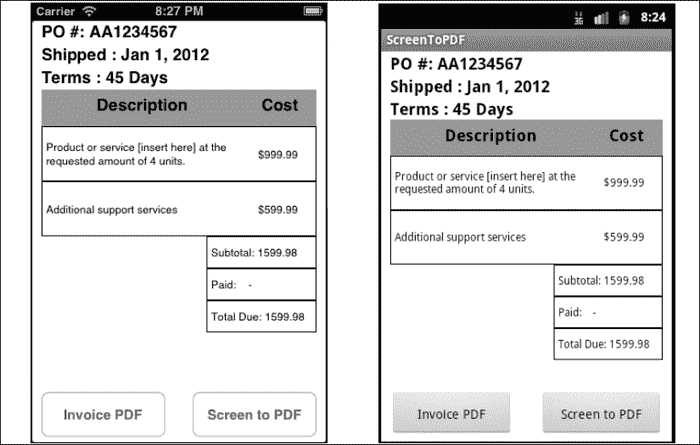 Carrier 8:27 PM
PO #: AA1234567
Shipped : Jan 1, 2012
Terms : 45 Days
Description Cost
Product or service [insert here] at the
requested amount of 4 units.
$999.99
Additional support services $599.99
Subtotal: 1599.98
Paid: -
Total Due: 1599.98
Invoice PDF Screen to PDF
3G 8:24
ScreenToPDF
PO #: AA1234567
Shipped : Jan 1, 2012
Terms : 45 Days
Description Cost
Product or service [insert here] at the
requested amount of 4 units.
$999.99
Additional support services $599.99
Subtotal: 1599.98
Paid: -
Total Due: 1599.98
Invoice PDF Screen to PDF